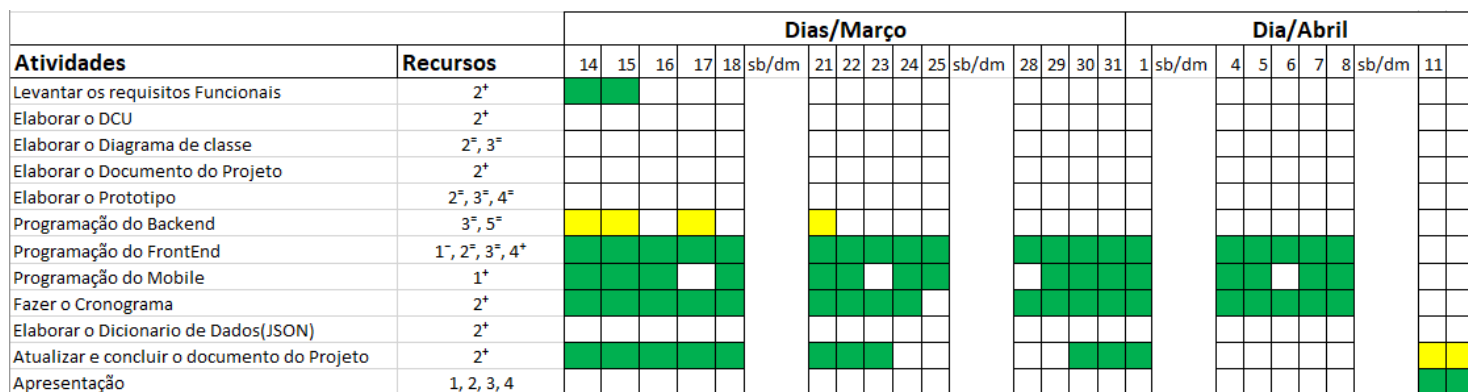 Dias/Março Dia/Abril
Atividades Recursos 14 15 16 17 18 sb/dm 21 22 23 24 25 sb/dm 28 29 30 31 1 sb/dm 4 5 6 7 8 sb/dm 11
Levantar os requisitos Funcionais 2⁺
Elaborar o DCU 2⁺
Elaborar o Diagrama de classe 2⁼, 3⁼
Elaborar o Documento do Projeto 2⁺
Elaborar o Prototipo 2⁼, 3⁼, 4⁼
Programação do Backend 3⁼, 5⁼
Programação do FrontEnd 1⁻, 2⁼, 3⁼, 4⁺
Programação do Mobile 1⁺
Fazer o Cronograma 2⁺
Elaborar o Dicionario de Dados(JSON) 2⁺
Atualizar e concluir o documento do Projeto 2⁺
Apresentação 1, 2, 3, 4